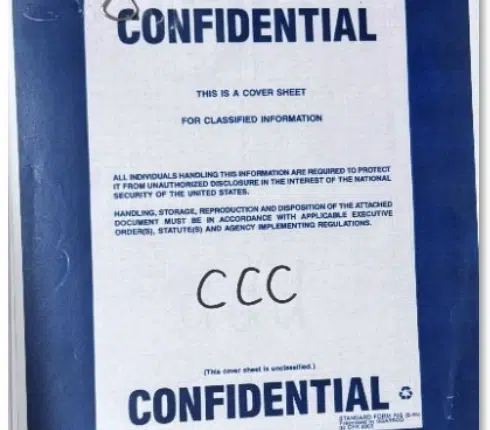 CONFIDENTIAL
THIS IS A COVER SHEET
FOR CLASSIFIED INFORMATION
ALL INDIVIDUALS HANDLING THIS INFORMATION ARE REQUIRED TO PROTECT
IT FROM UNAUTHORIZED DISCLOSURE IN THE INTEREST OF THE NATIONAL
SECURITY OF THE UNITED STATES.
HANDLING, STORAGE, REPRODUCTION AND DISPOSITION OF THE ATTACHED
DOCUMENT MUST BE IN ACCORDANCE WITH APPLICABLE EXECUTIVE
ORDER(S), STATUTE(S) AND AGENCY IMPLEMENTING REGULATIONS.
CCC
(This cover sheet is unclassified.)
CONFIDENTIAL
STANDARD FORM